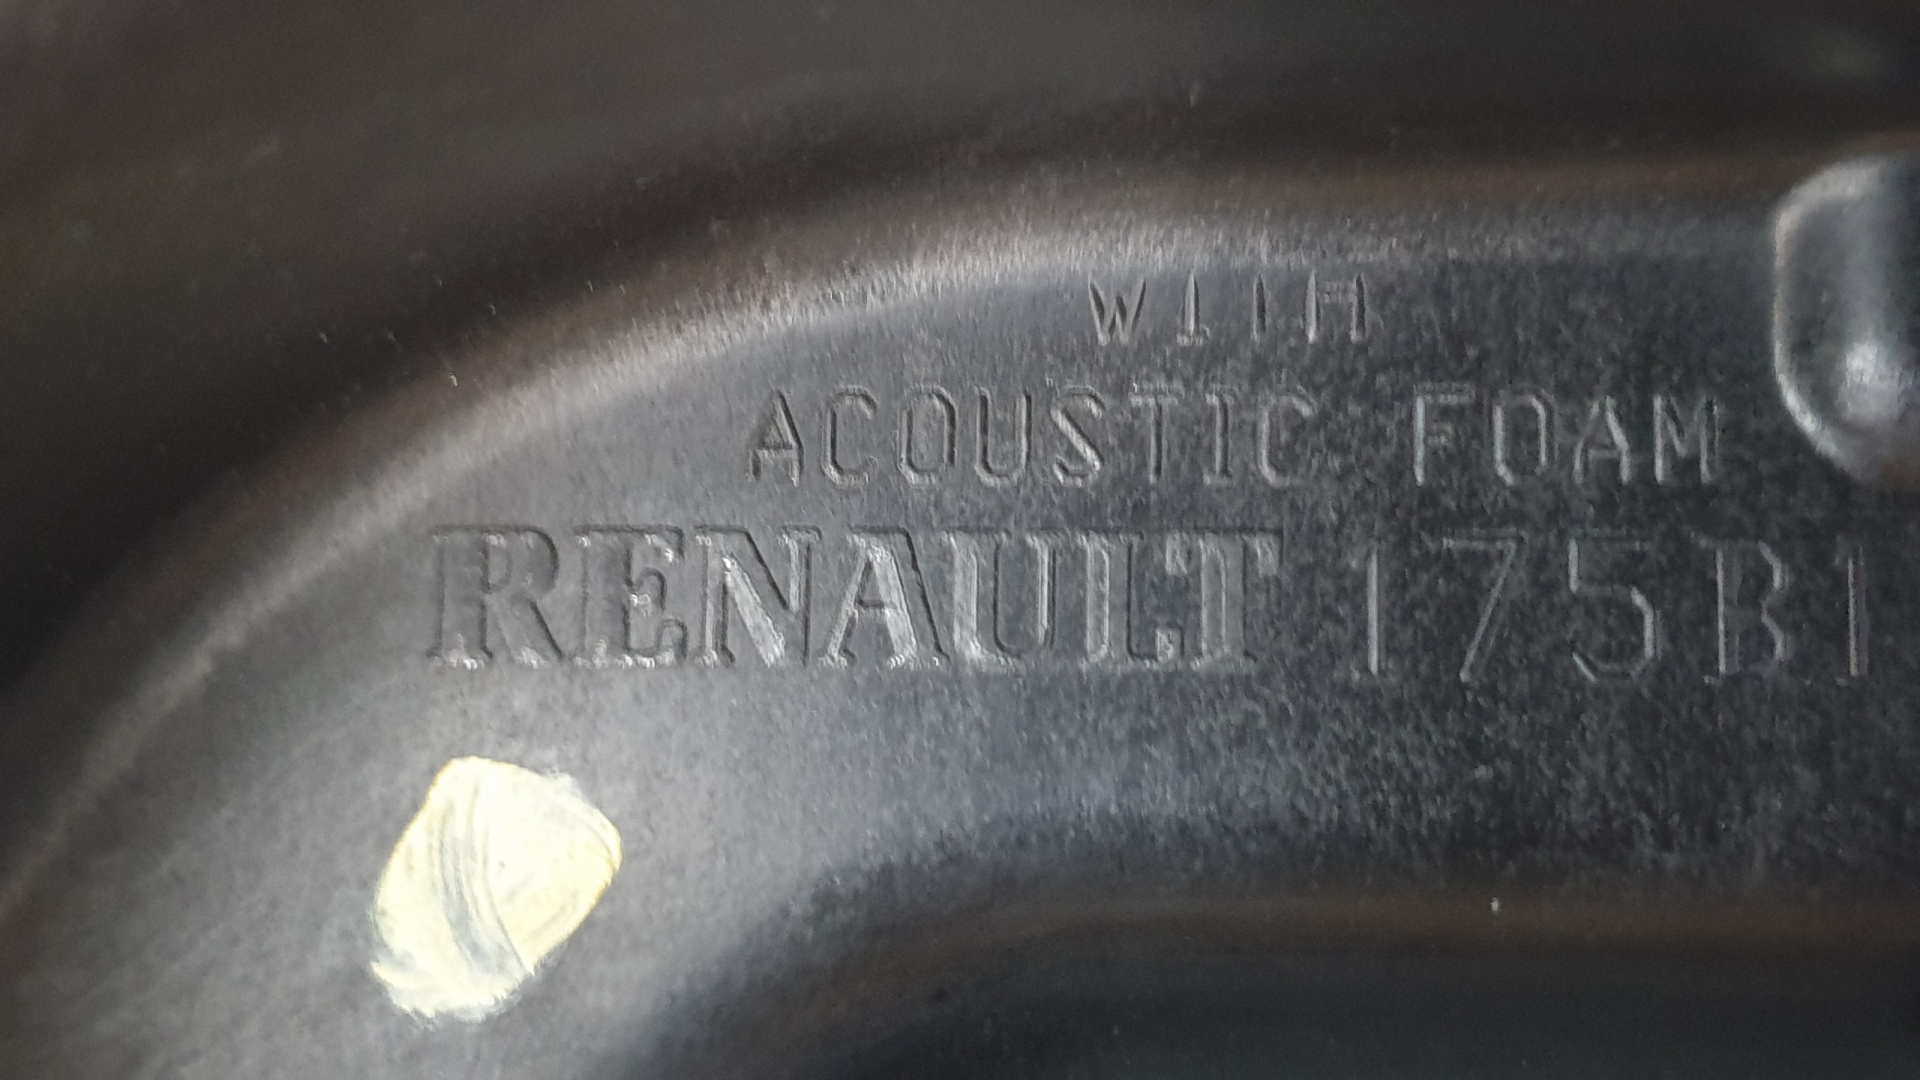 WITH
ACOUSTIC FOAM
RENAULT 175B1